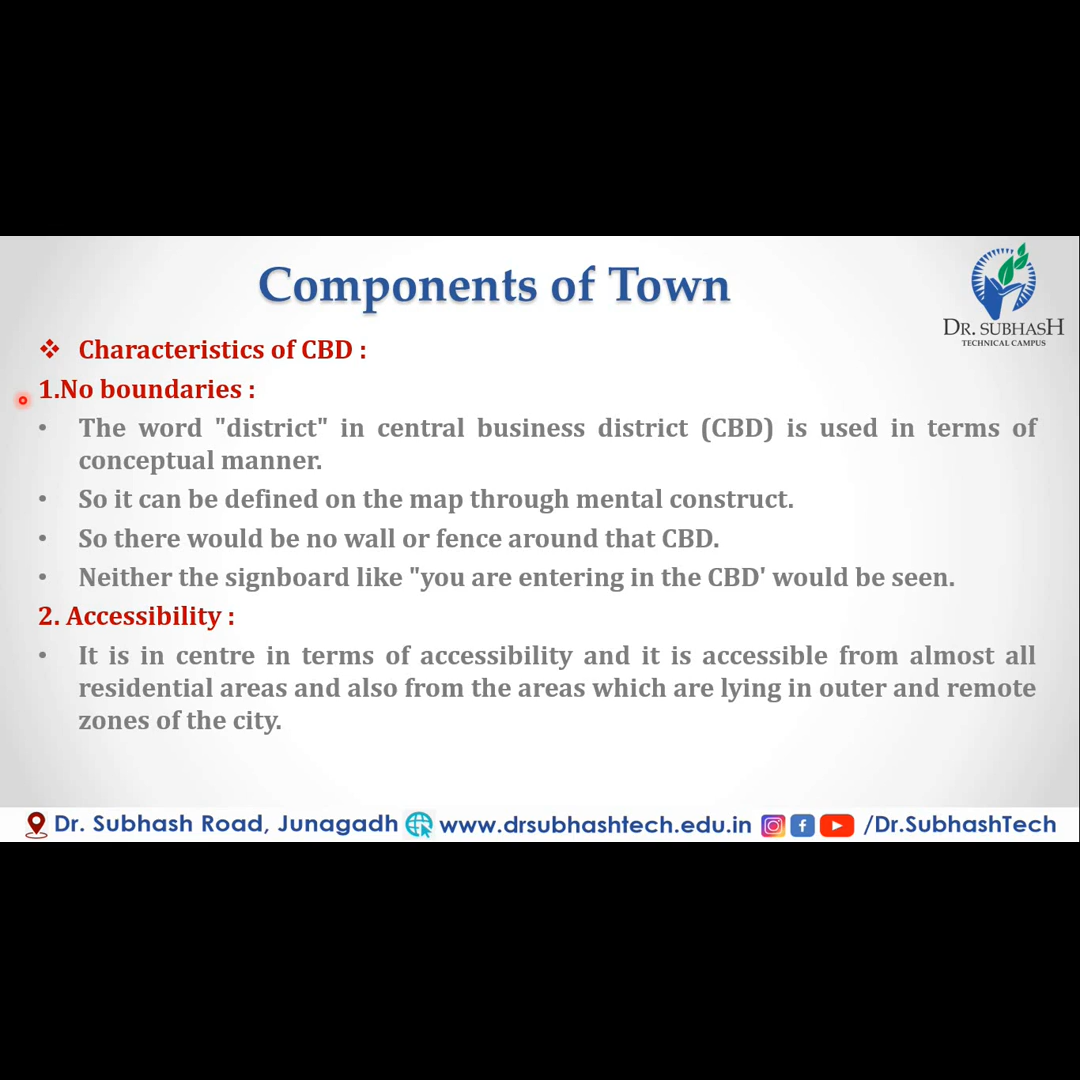 Components of Town
DR. SUBHASH
TECHNICAL CAMPUS
❖ Characteristics of CBD :
1.No boundaries :
• The word "district" in central business district (CBD) is used in terms of
conceptual manner.
• So it can be defined on the map through mental construct.
• So there would be no wall or fence around that CBD.
• Neither the signboard like "you are entering in the CBD' would be seen.
2. Accessibility :
• It is in centre in terms of accessibility and it is accessible from almost all
residential areas and also from the areas which are lying in outer and remote
zones of the city.
Dr. Subhash Road, Junagadh www.drsubhashtech.edu.in /Dr.SubhashTech